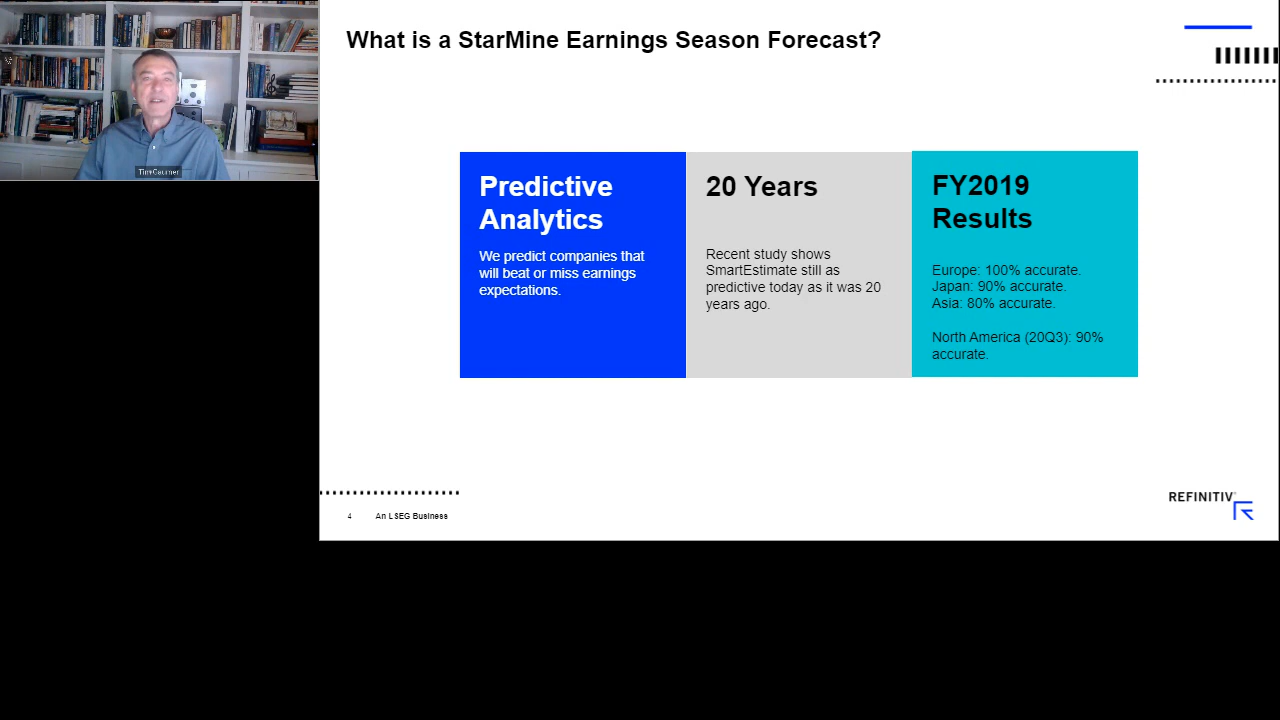 What is a StarMine Earnings Season Forecast?
Tim Gaumer
Predictive
Analytics
We predict companies that
will beat or miss earnings
expectations.
20 Years
Recent study shows
SmartEstimate still as
predictive today as it was 20
years ago.
FY2019
Results
Europe: 100% accurate.
Japan: 90% accurate.
Asia: 80% accurate.
North America (20Q3): 90%
accurate.
4 An LSEG Business
REFINITIV